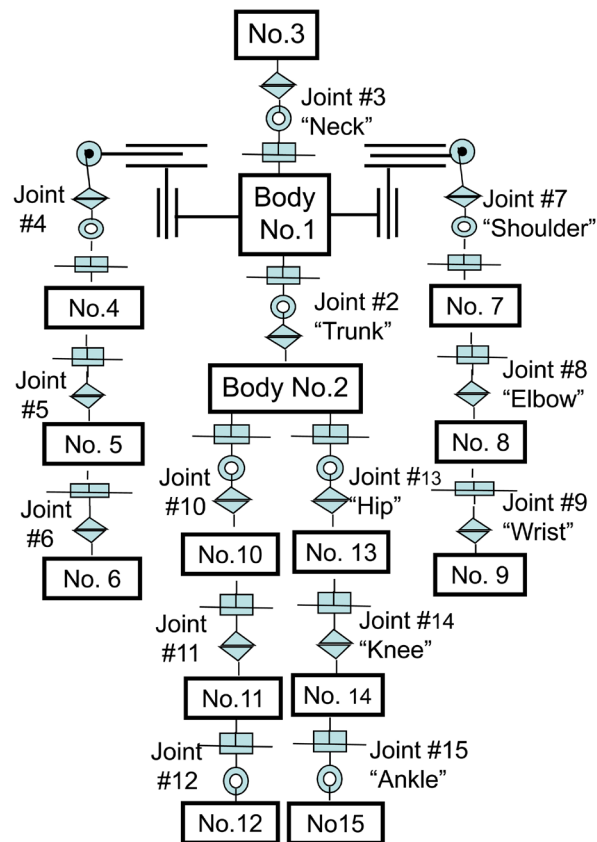 No.3
Joint #3
“Neck”
Body
No.1
Joint
#4
Joint #7
“Shoulder”
No.4
Joint #2
“Trunk”
No. 7
Joint
#5
Body No.2
Joint #8
“Elbow”
No. 5
No. 8
Joint
#6
Joint
#10
Joint #13
“Hip”
Joint #9
“Wrist”
No. 6
No.10
No. 13
No. 9
Joint
#11
Joint #14
“Knee”
No.11
No. 14
Joint
#12
Joint #15
“Ankle”
No.12
No15